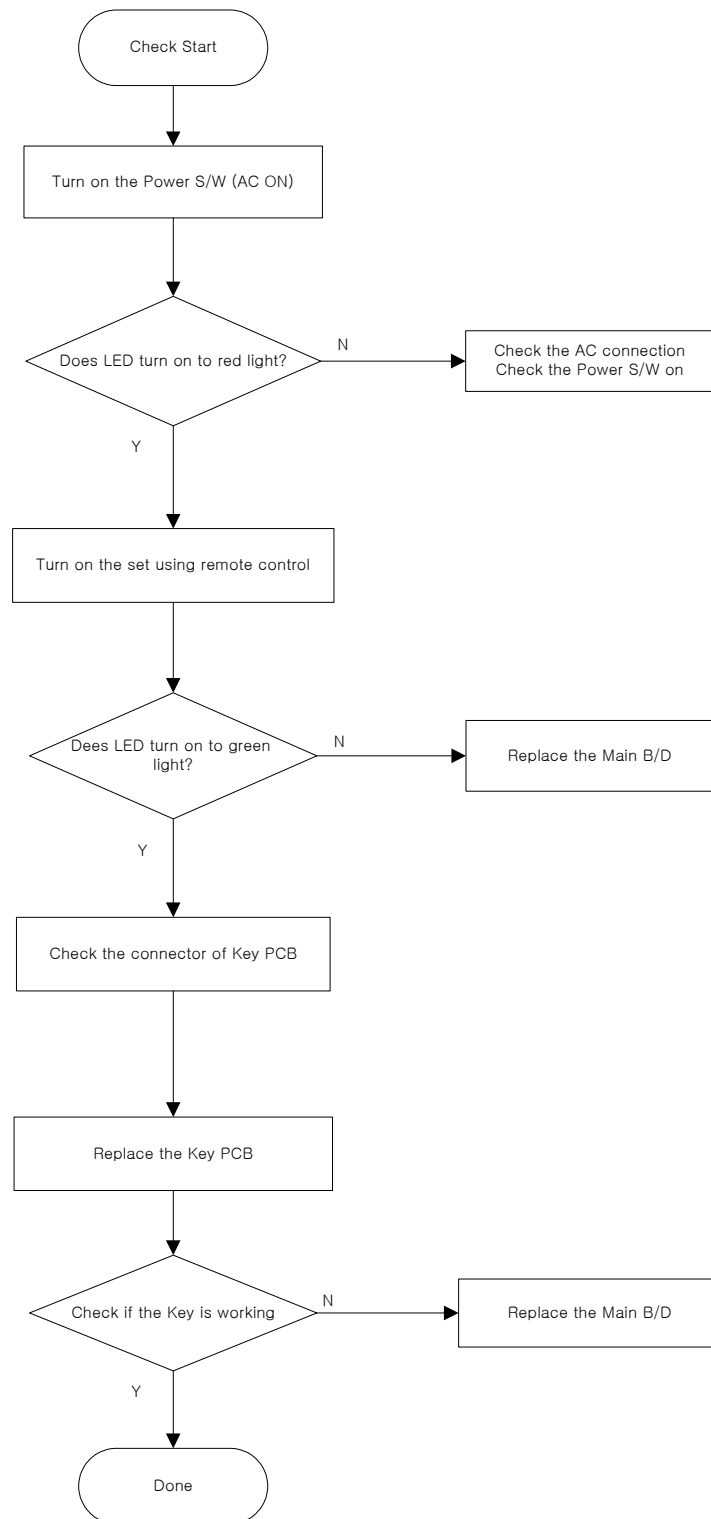 Check Start
Turn on the Power S/W (AC ON)
Does LED turn on to red light?
N
Check the AC connection
Check the Power S/W on
Y
Turn on the set using remote control
Dees LED turn on to green
light?
N
Replace the Main B/D
Y
Check the connector of Key PCB
Replace the Key PCB
Check if the Key is working
N
Replace the Main B/D
Y
Done